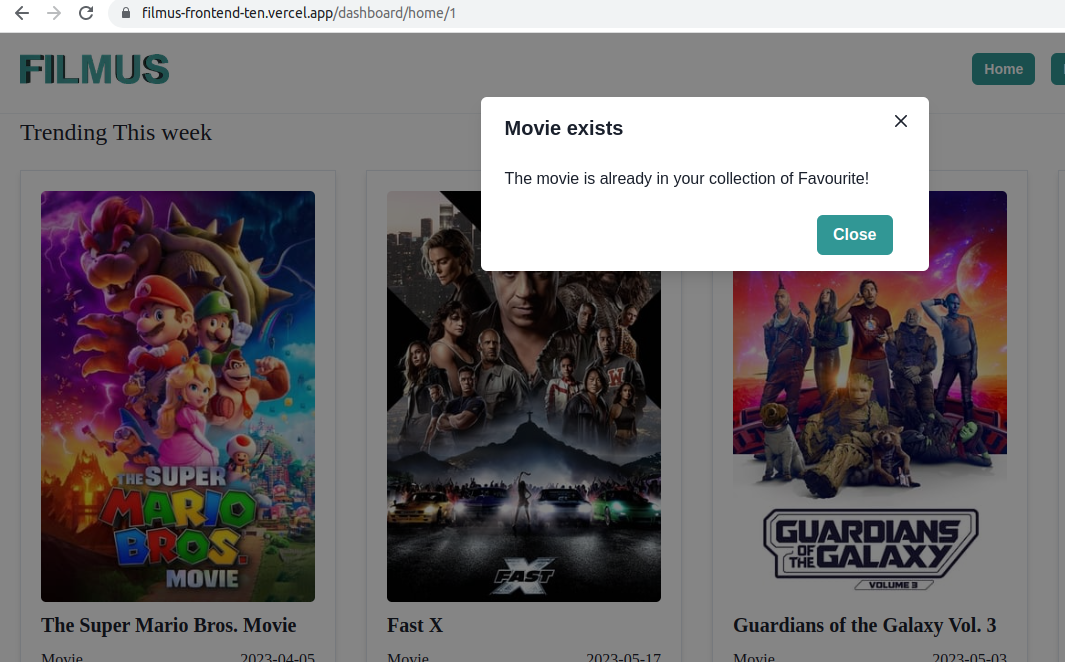 filmus-frontend-ten.vercel.app/dashboard/home/1
FILMUS
Home
Trending This week
Movie exists
The movie is already in your collection of Favourite!
Close
THE SUPER
MARIO
BROS.
MOVIE
FAST X
GUARDIANS
OF THE
GALAXY
VOLUME 3
The Super Mario Bros. Movie
Fast X
Guardians of the Galaxy Vol. 3
Movie 2023-04-05
Movie 2023-05-17
Movie 2023-05-03